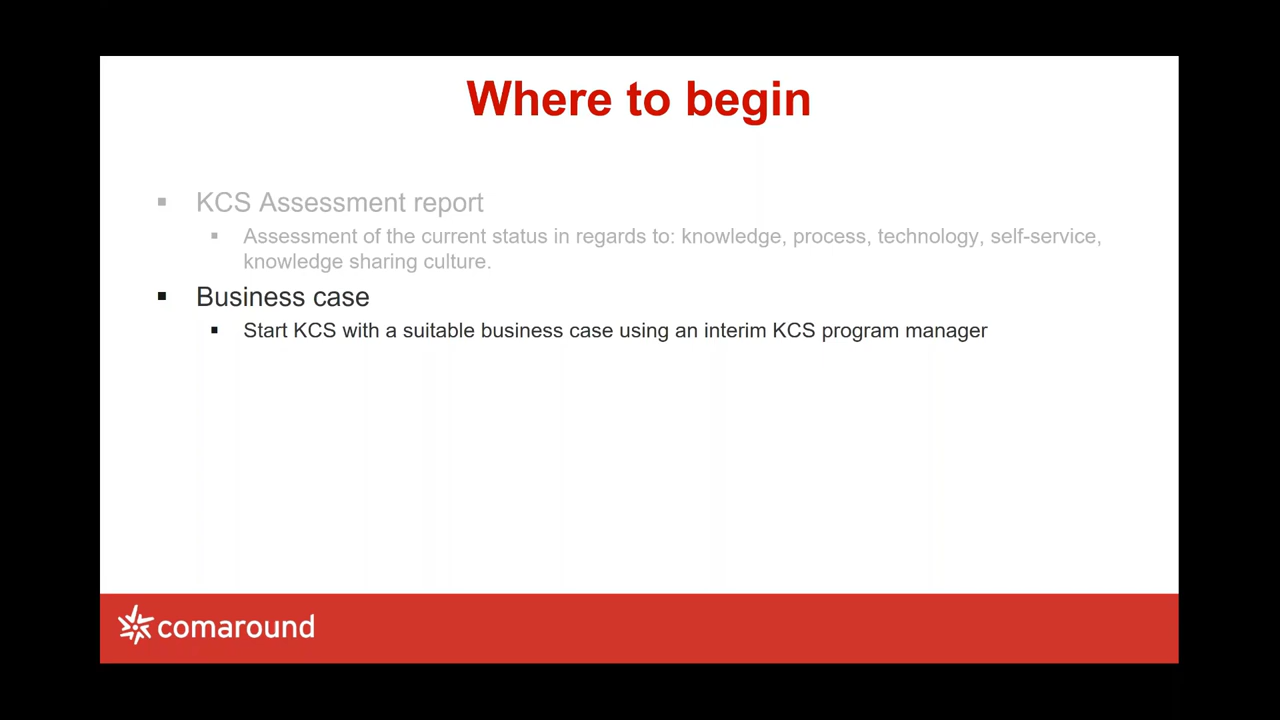 Where to begin
KCS Assessment report
Assessment of the current status in regards to: knowledge, process, technology, self-service,
knowledge sharing culture.
Business case
Start KCS with a suitable business case using an interim KCS program manager
comaround